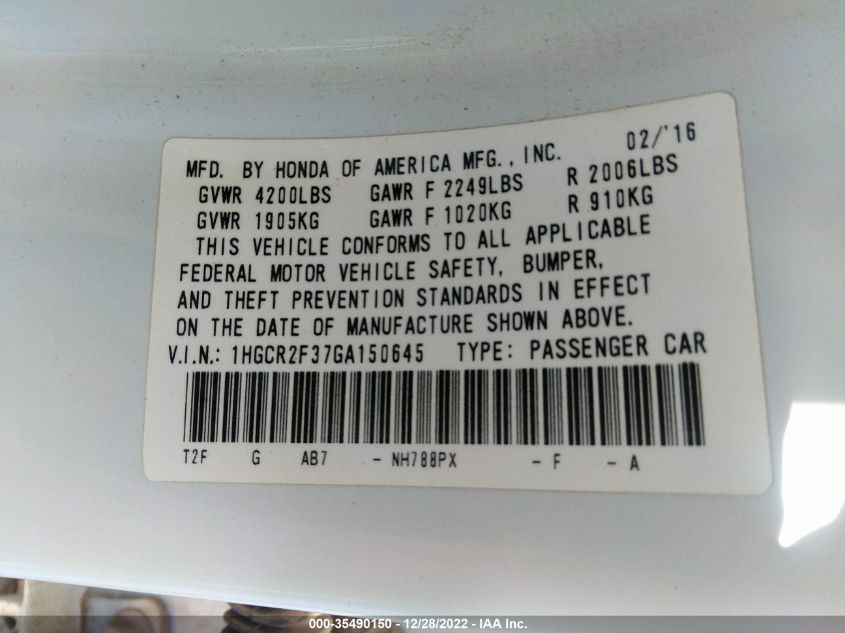 02/'16
MFD. BY HONDA OF AMERICA MFG., INC.
GVWR 4200LBS GAWR F 2249LBS R 2006LBS
GVWR 1905KG GAWR F 1020KG R 910KG
THIS VEHICLE CONFORMS TO ALL APPLICABLE
FEDERAL MOTOR VEHICLE SAFETY, BUMPER,
AND THEFT PREVENTION STANDARDS IN EFFECT
ON THE DATE OF MANUFACTURE SHOWN ABOVE.
V.I.N.: 1HGCR2F37GA150645 TYPE: PASSENGER CAR
T2F G AB7 - NH788PX - F - A
000-35490150 - 12/28/2022 - IAA Inc.